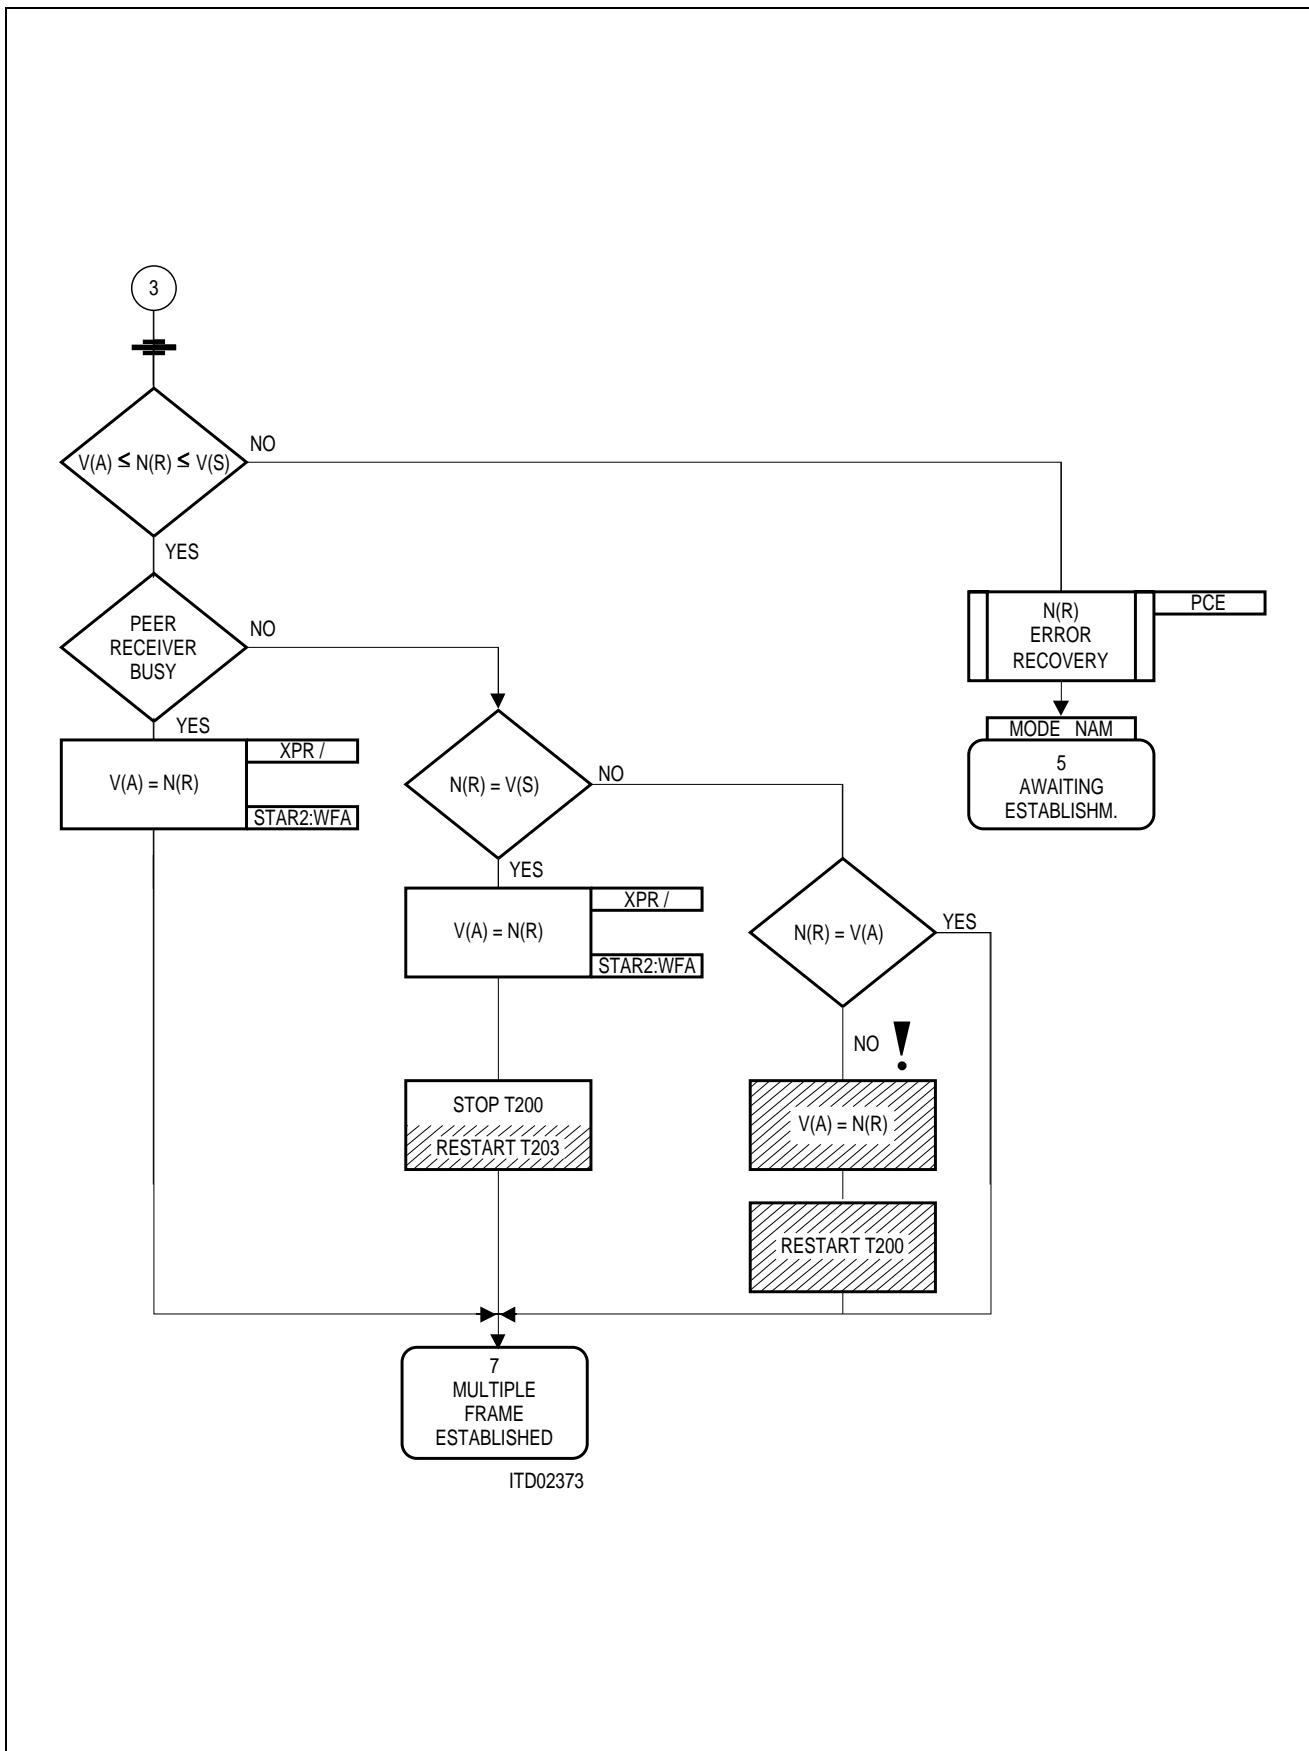 3
V(A) ≤ N(R) ≤ V(S)
NO
YES
PEER
RECEIVER
BUSY
NO
YES
N(R)
ERROR
RECOVERY
PCE
MODE NAM
5
AWAITING
ESTABLISHM.
V(A) = N(R)
XPR /
STAR2:WFA
N(R) = V(S)
NO
YES
V(A) = N(R)
XPR /
STAR2:WFA
N(R) = V(A)
YES
NO !
STOP T200
RESTART T203
V(A) = N(R)
RESTART T200
7
MULTIPLE
FRAME
ESTABLISHED
ITD02373